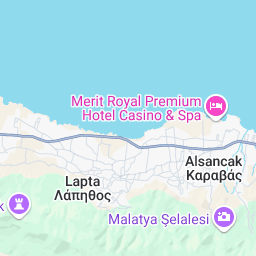 Merit Royal Premium
Hotel Casino & Spa
Alsancak
Καραβάς
Lapta
Λάπηθος
k
Malatya Şelalesi